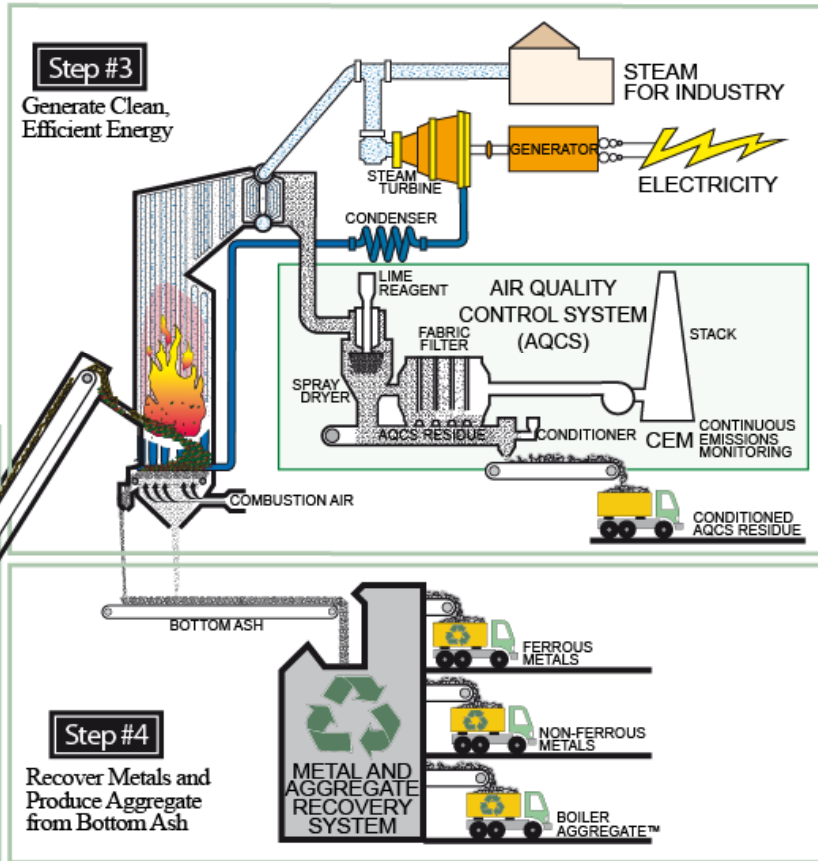 Step #3
Generate Clean,
Efficient Energy
STEAM
FOR INDUSTRY
STEAM
TURBINE
GENERATOR
ELECTRICITY
CONDENSER
LIME
REAGENT
AIR QUALITY
CONTROL SYSTEM
(AQCS)
FABRIC
FILTER
STACK
SPRAY
DRYER
AQCS RESIDUE
CONDITIONER
CEM
CONTINUOUS
EMISSIONS
MONITORING
COMBUSTION AIR
CONDITIONED
AQCS RESIDUE
BOTTOM ASH
FERROUS
METALS
Step #4
Recover Metals and
Produce Aggregate
from Bottom Ash
METAL AND
AGGREGATE
RECOVERY
SYSTEM
NON-FERROUS
METALS
BOILER
AGGREGATE™